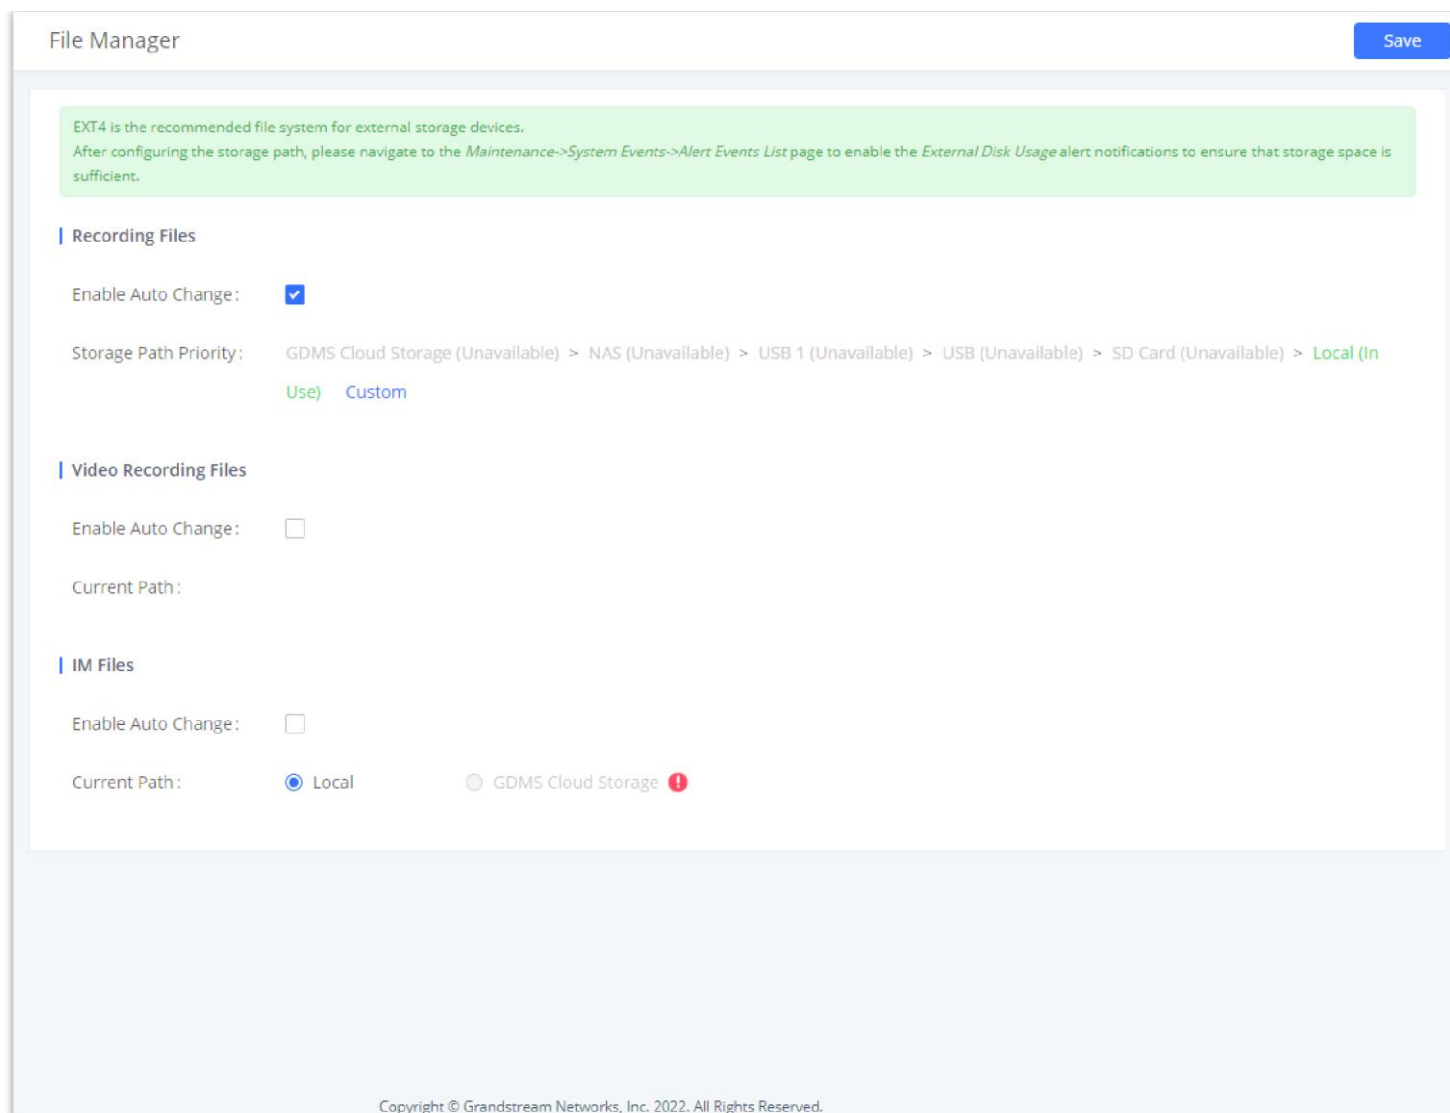 File Manager
Save
EXT4 is the recommended file system for external storage devices.
After configuring the storage path, please navigate to the Maintenance->System Events->Alert Events List page to enable the External Disk Usage alert notifications to ensure that storage space is
sufficient.
Recording Files
Enable Auto Change :
Storage Path Priority : GDMS Cloud Storage (Unavailable) > NAS (Unavailable) > USB 1 (Unavailable) > USB (Unavailable) > SD Card (Unavailable) > Local (In
Use) Custom
Video Recording Files
Enable Auto Change :
Current Path :
IM Files
Enable Auto Change :
Current Path : Local GDMS Cloud Storage
Copyright © Grandstream Networks, Inc. 2022. All Rights Reserved.